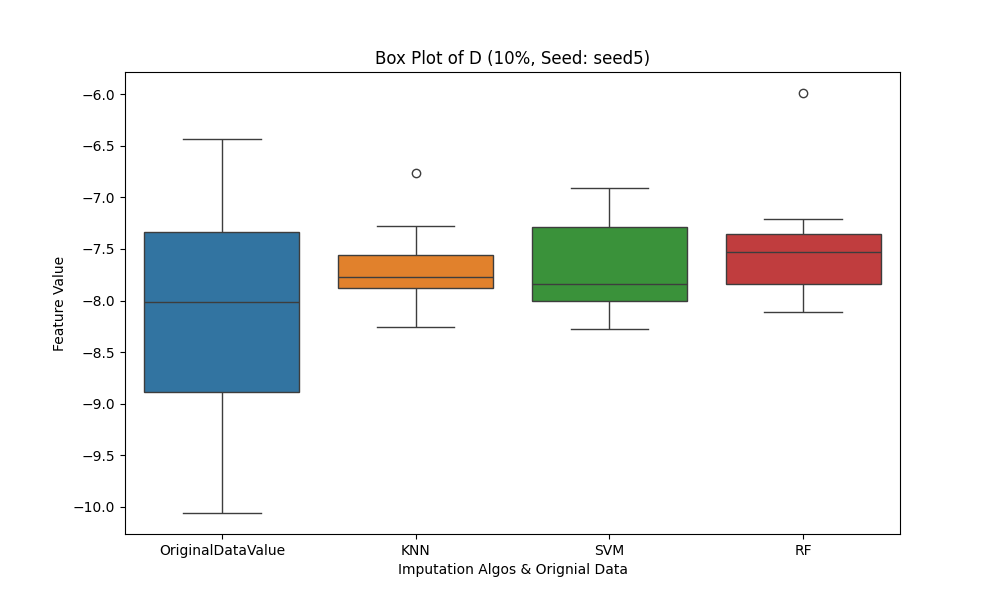 Box Plot of D (10%, Seed: seed5)
Feature Value
−6.0
−6.5
−7.0
−7.5
−8.0
−8.5
−9.0
−9.5
−10.0
OriginalDataValue KNN SVM RF
Imputation Algos & Orignial Data